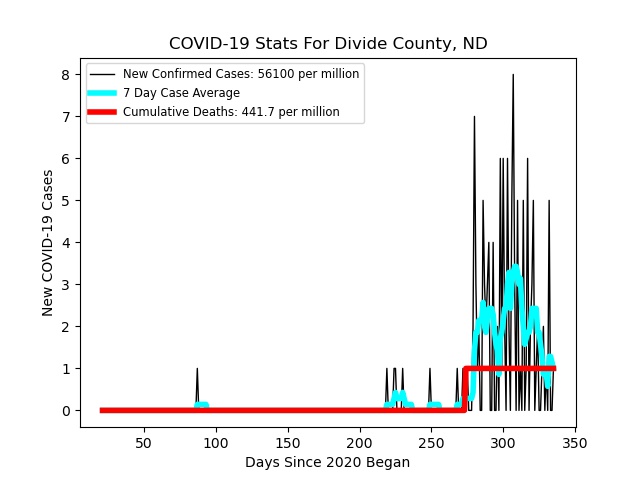 COVID-19 Stats For Divide County, ND
New Confirmed Cases: 56100 per million
7 Day Case Average
Cumulative Deaths: 441.7 per million
New COVID-19 Cases
8
7
6
5
4
3
2
1
0
50 100 150 200 250 300 350
Days Since 2020 Began